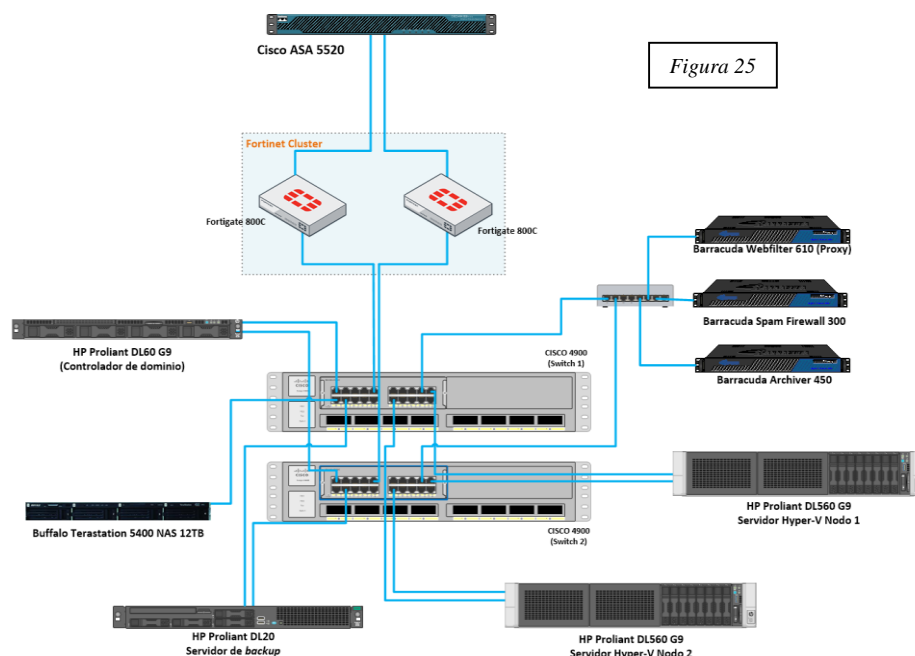 Cisco ASA 5520
Figura 25
Fortinet Cluster
Fortigate 800C
Fortigate 800C
Barracuda Webfilter 610 (Proxy)
Barracuda Spam Firewall 300
Barracuda Archiver 450
HP Proliant DL60 G9
(Controlador de dominio)
CISCO 4900
(Switch 1)
Buffalo Terastation 5400 NAS 12TB
CISCO 4900
(Switch 2)
HP Proliant DL560 G9
Servidor Hyper-V Nodo 1
HP Proliant DL20
Servidor de backup
HP Proliant DL560 G9
Servidor Hyper-V Nodo 2